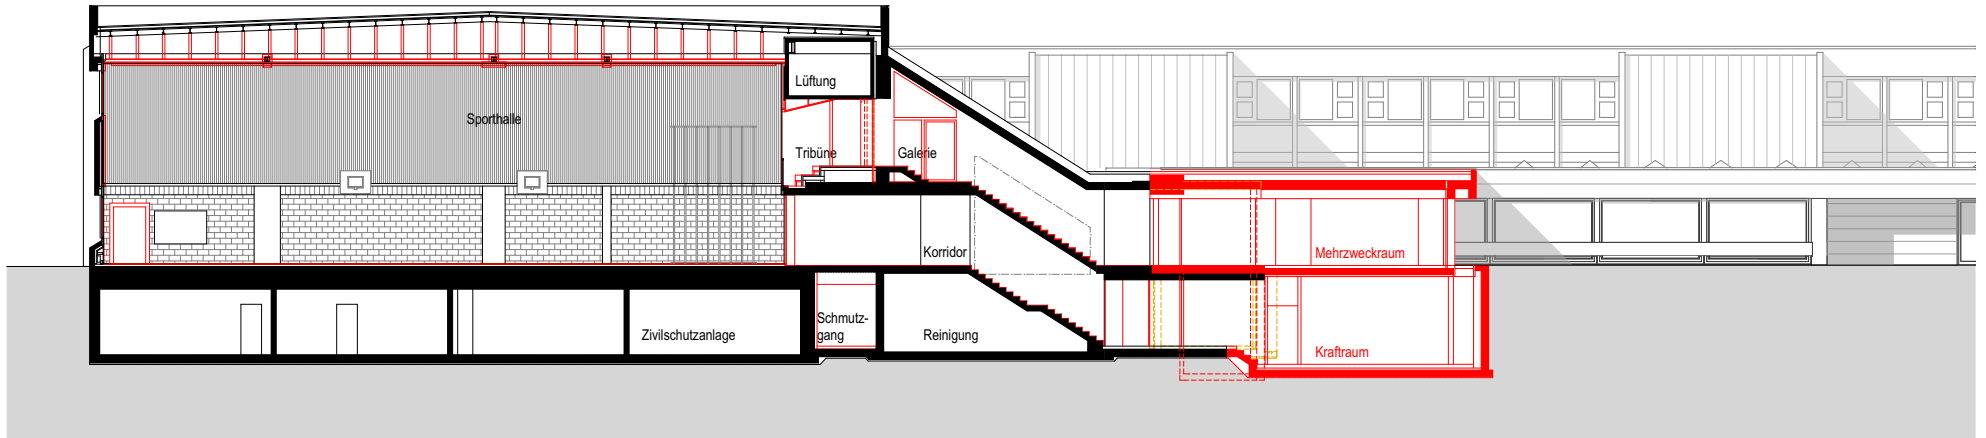 Lüftung
Sporthalle
Tribüne
Galerie
Korridor
Mehrzweckraum
Schmutz-
gang
Zivilschutzanlage
Reinigung
Kraftraum